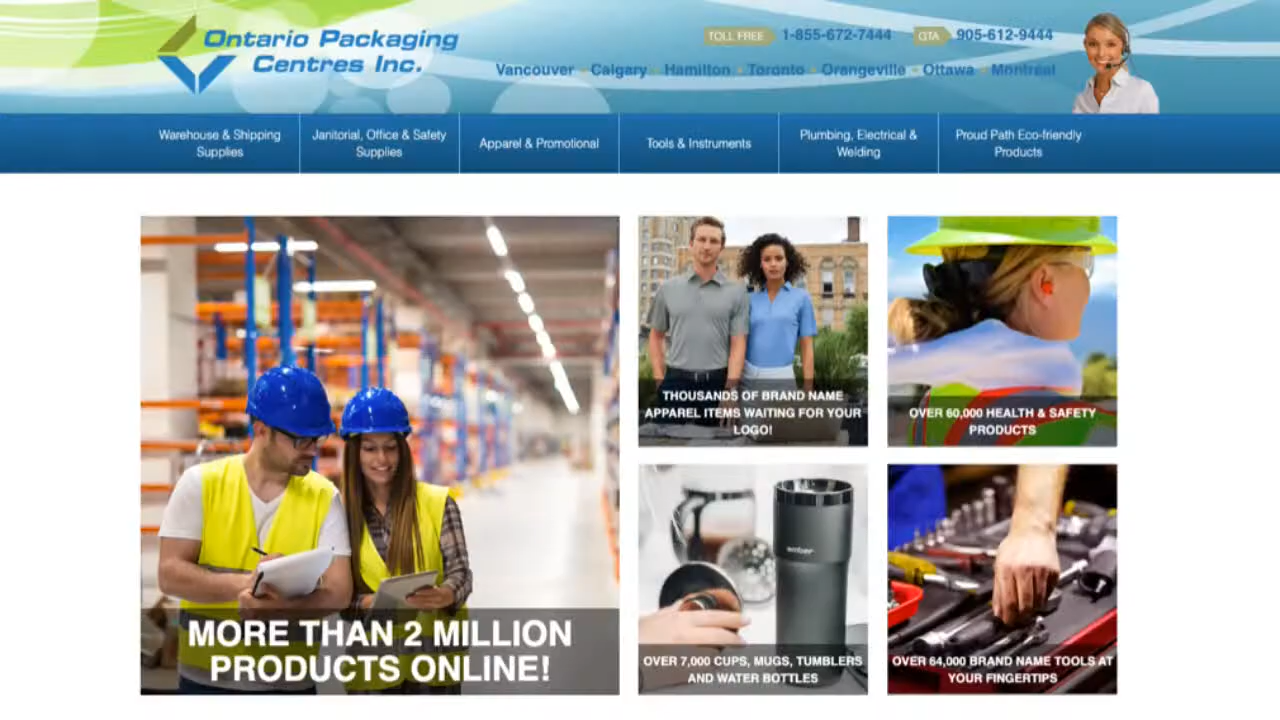 Ontario Packaging
Centres Inc.
TOLL FREE 1-855-672-7444 GTA 905-612-9444
Vancouver Calgary Hamilton Toronto Orangeville Ottawa Montreal
Warehouse & Shipping
Supplies
Janitorial, Office & Safety
Supplies
Apparel & Promotional
Tools & Instruments
Plumbing, Electrical &
Welding
Proud Path Eco-friendly
Products
MORE THAN 2 MILLION
PRODUCTS ONLINE!
THOUSANDS OF BRAND NAME
APPAREL ITEMS WAITING FOR YOUR
LOGO!
OVER 60,000 HEALTH & SAFETY
PRODUCTS
ember
OVER 7,000 CUPS, MUGS, TUMBLERS
AND WATER BOTTLES
OVER 64,000 BRAND NAME TOOLS AT
YOUR FINGERTIPS